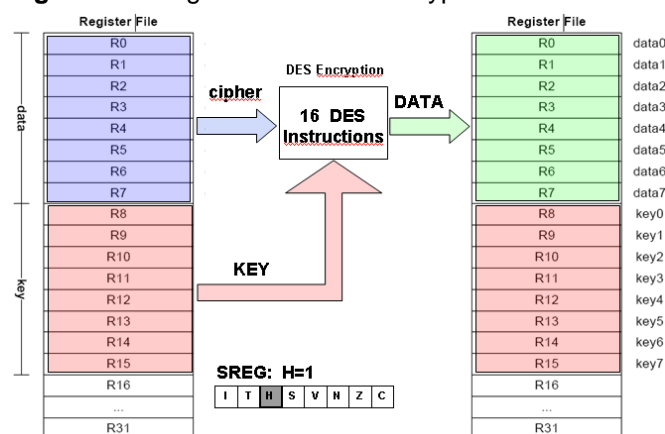 Register File
R0
R1
R2
R3
R4
R5
R6
R7
R8
R9
R10
R11
R12
R13
R14
R15
R16
...
R31
data
key
cipher
KEY
DES Encryption
16 DES
Instructions
DATA
SREG: H=1
I T H S V N Z C
Register File
R0 data0
R1 data1
R2 data2
R3 data3
R4 data4
R5 data5
R6 data6
R7 data7
R8 key0
R9 key1
R10 key2
R11 key3
R12 key4
R13 key5
R14 key6
R15 key7
R16
...
R31